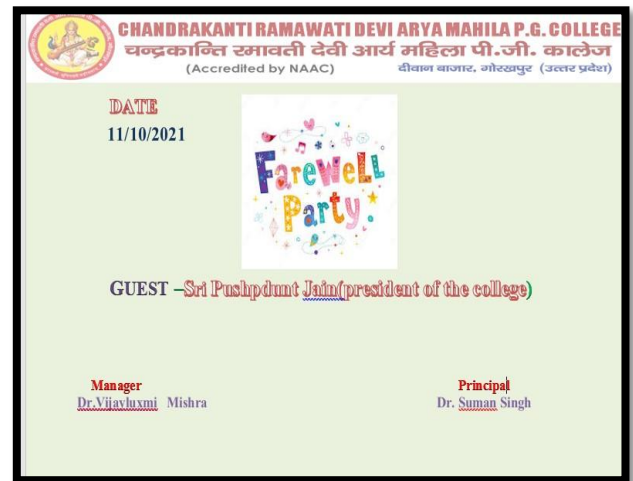 CHANDRAKANTI RAMAWATI DEVI ARYA MAHILA P.G. COLLEGE
चन्द्रकान्ति रमावती देवी आर्य महिला पी.जी. कालेज
(Accredited by NAAC) दीवान बाजार, गोरखपुर (उत्तर प्रदेश)
DATE
11/10/2021
Farewell
Party
GUEST –Sri Pushpdunt Jain(president of the college)
Manager Principal
Dr.Vijayluxmi Mishra Dr. Suman Singh